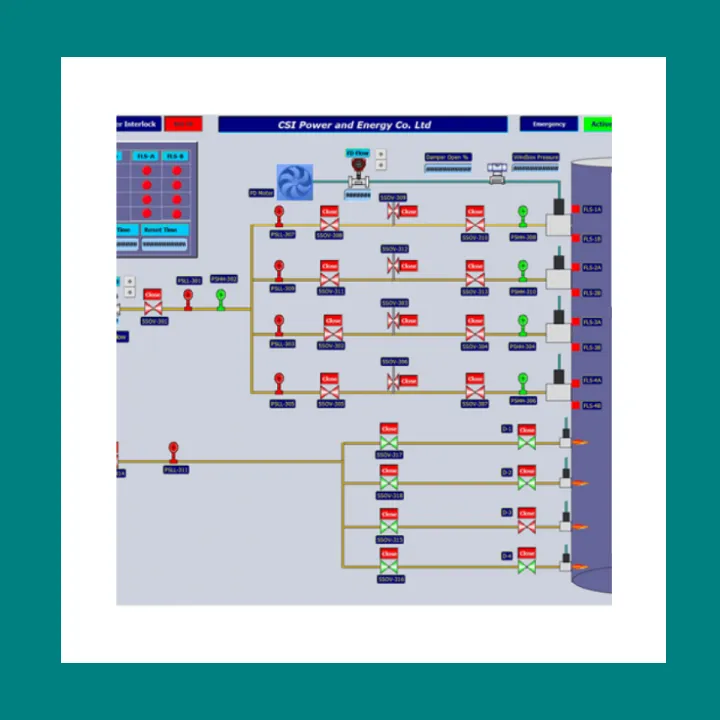 er Interlock
CSI Power and Energy Co. Ltd
Emergency
Active
FLS-A FLS-B
FD Flow
Damper Open %
Windbox Pressure
FD Motor
SSOV-309
Close
Close
Close
PSLL-307
SSOV-308
SSOV-310
PSHH-308
FLS-1A
FLS-1B
Time
Reset Time
SSOV-312
Close
Close
Close
PSLL-309
SSOV-311
SSOV-313
PSHH-310
FLS-2A
FLS-2B
PSLL-301
PSHH-302
Close
SSOV-301
SSOV-303
Close
Close
Close
PSLL-303
SSOV-302
SSOV-304
PSHH-304
FLS-3A
FLS-3B
SSOV-306
Close
Close
Close
PSLL-305
SSOV-305
SSOV-307
PSHH-306
FLS-4A
FLS-4B
Close
D-1
Close
SSOV-317
PSLL-311
Close
D-2
Close
SSOV-318
Close
D-3
Close
SSOV-315
Close
D-4
Close
SSOV-316